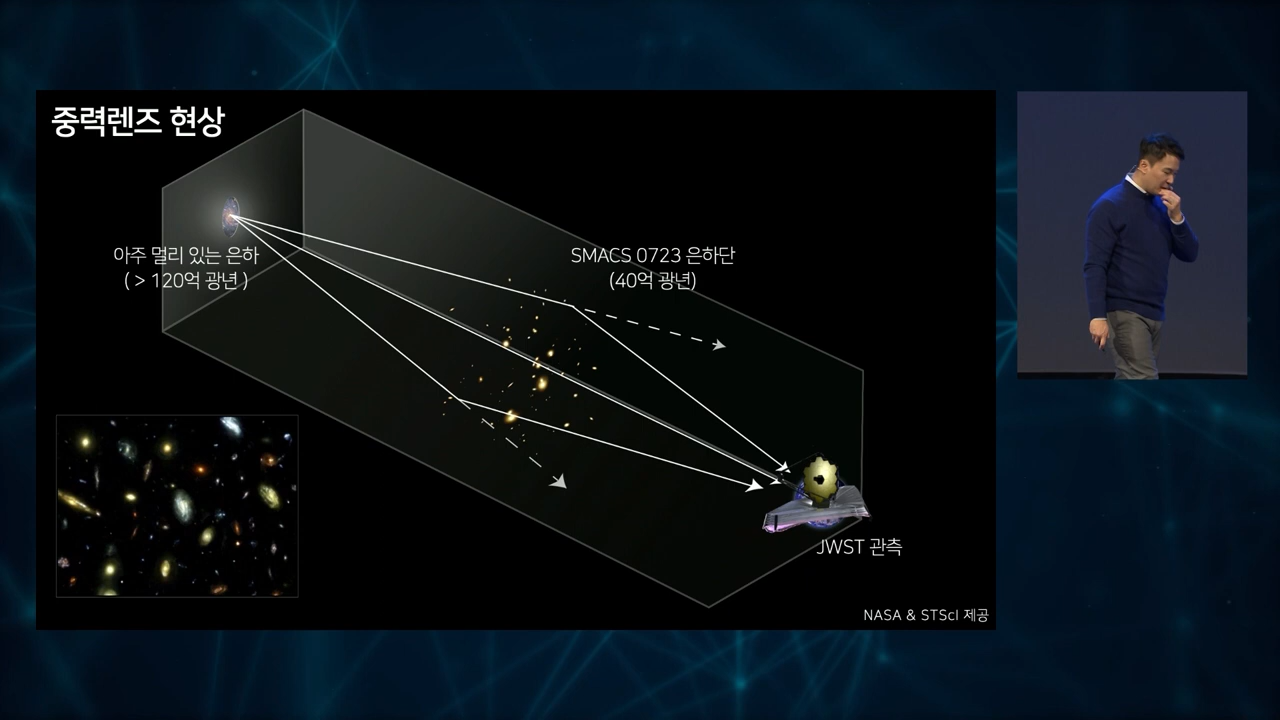 중력렌즈 현상
아주 멀리 있는 은하
( > 120억 광년 )
SMACS 0723 은하단
(40억 광년)
JWST 관측
NASA & STScI 제공